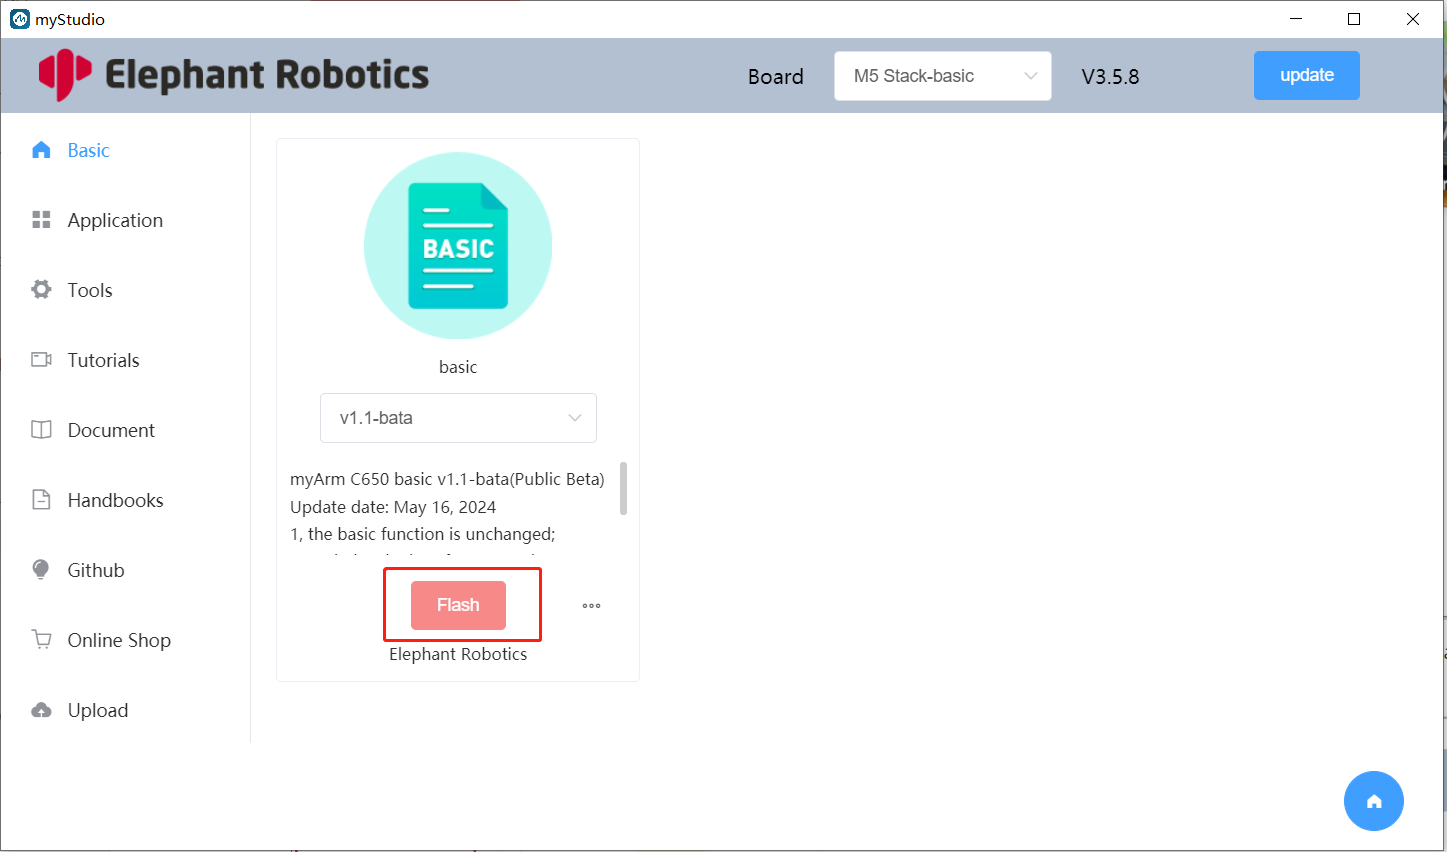 myStudio
Elephant Robotics
Board
M5 Stack-basic
V3.5.8
update
Basic
Application
Tools
Tutorials
Document
Handbooks
Github
Online Shop
Upload
BASIC
basic
v1.1-bata
myArm C650 basic v1.1-bata(Public Beta)
Update date: May 16, 2024
1, the basic function is unchanged;
Flash
Elephant Robotics